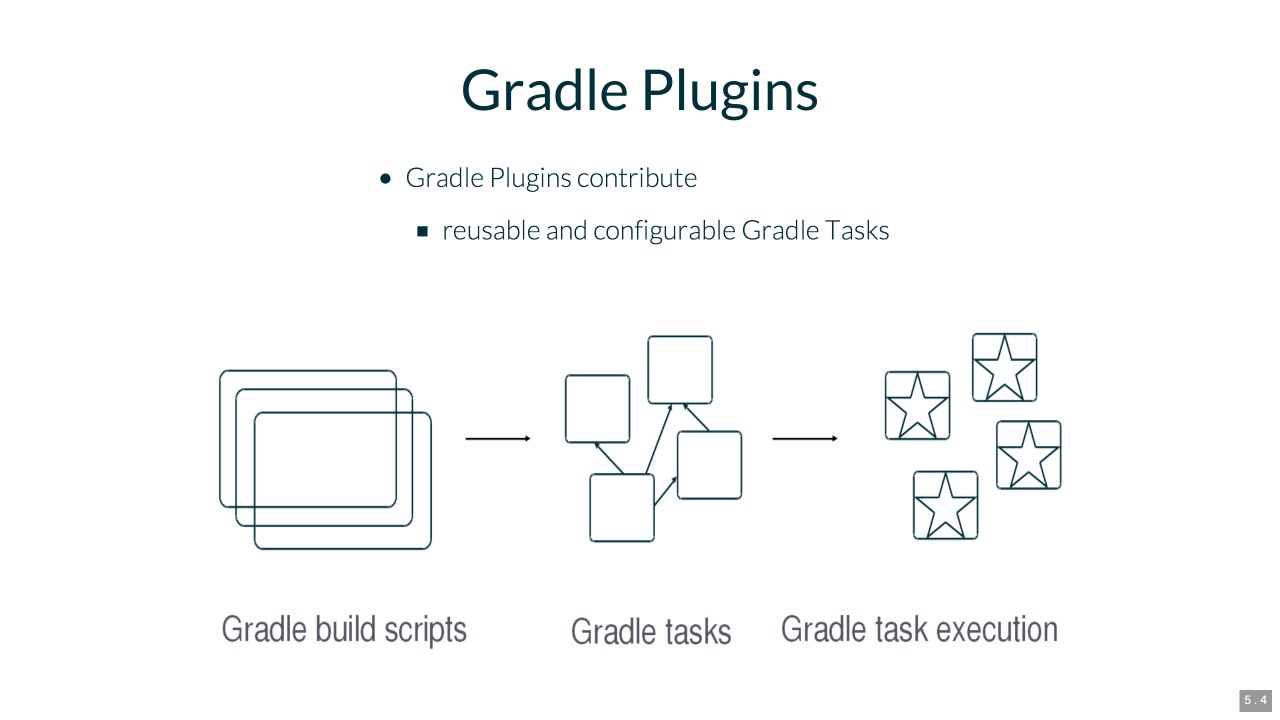 Gradle Plugins
Gradle Plugins contribute
reusable and configurable Gradle Tasks
Gradle build scripts
Gradle tasks
Gradle task execution
5.4